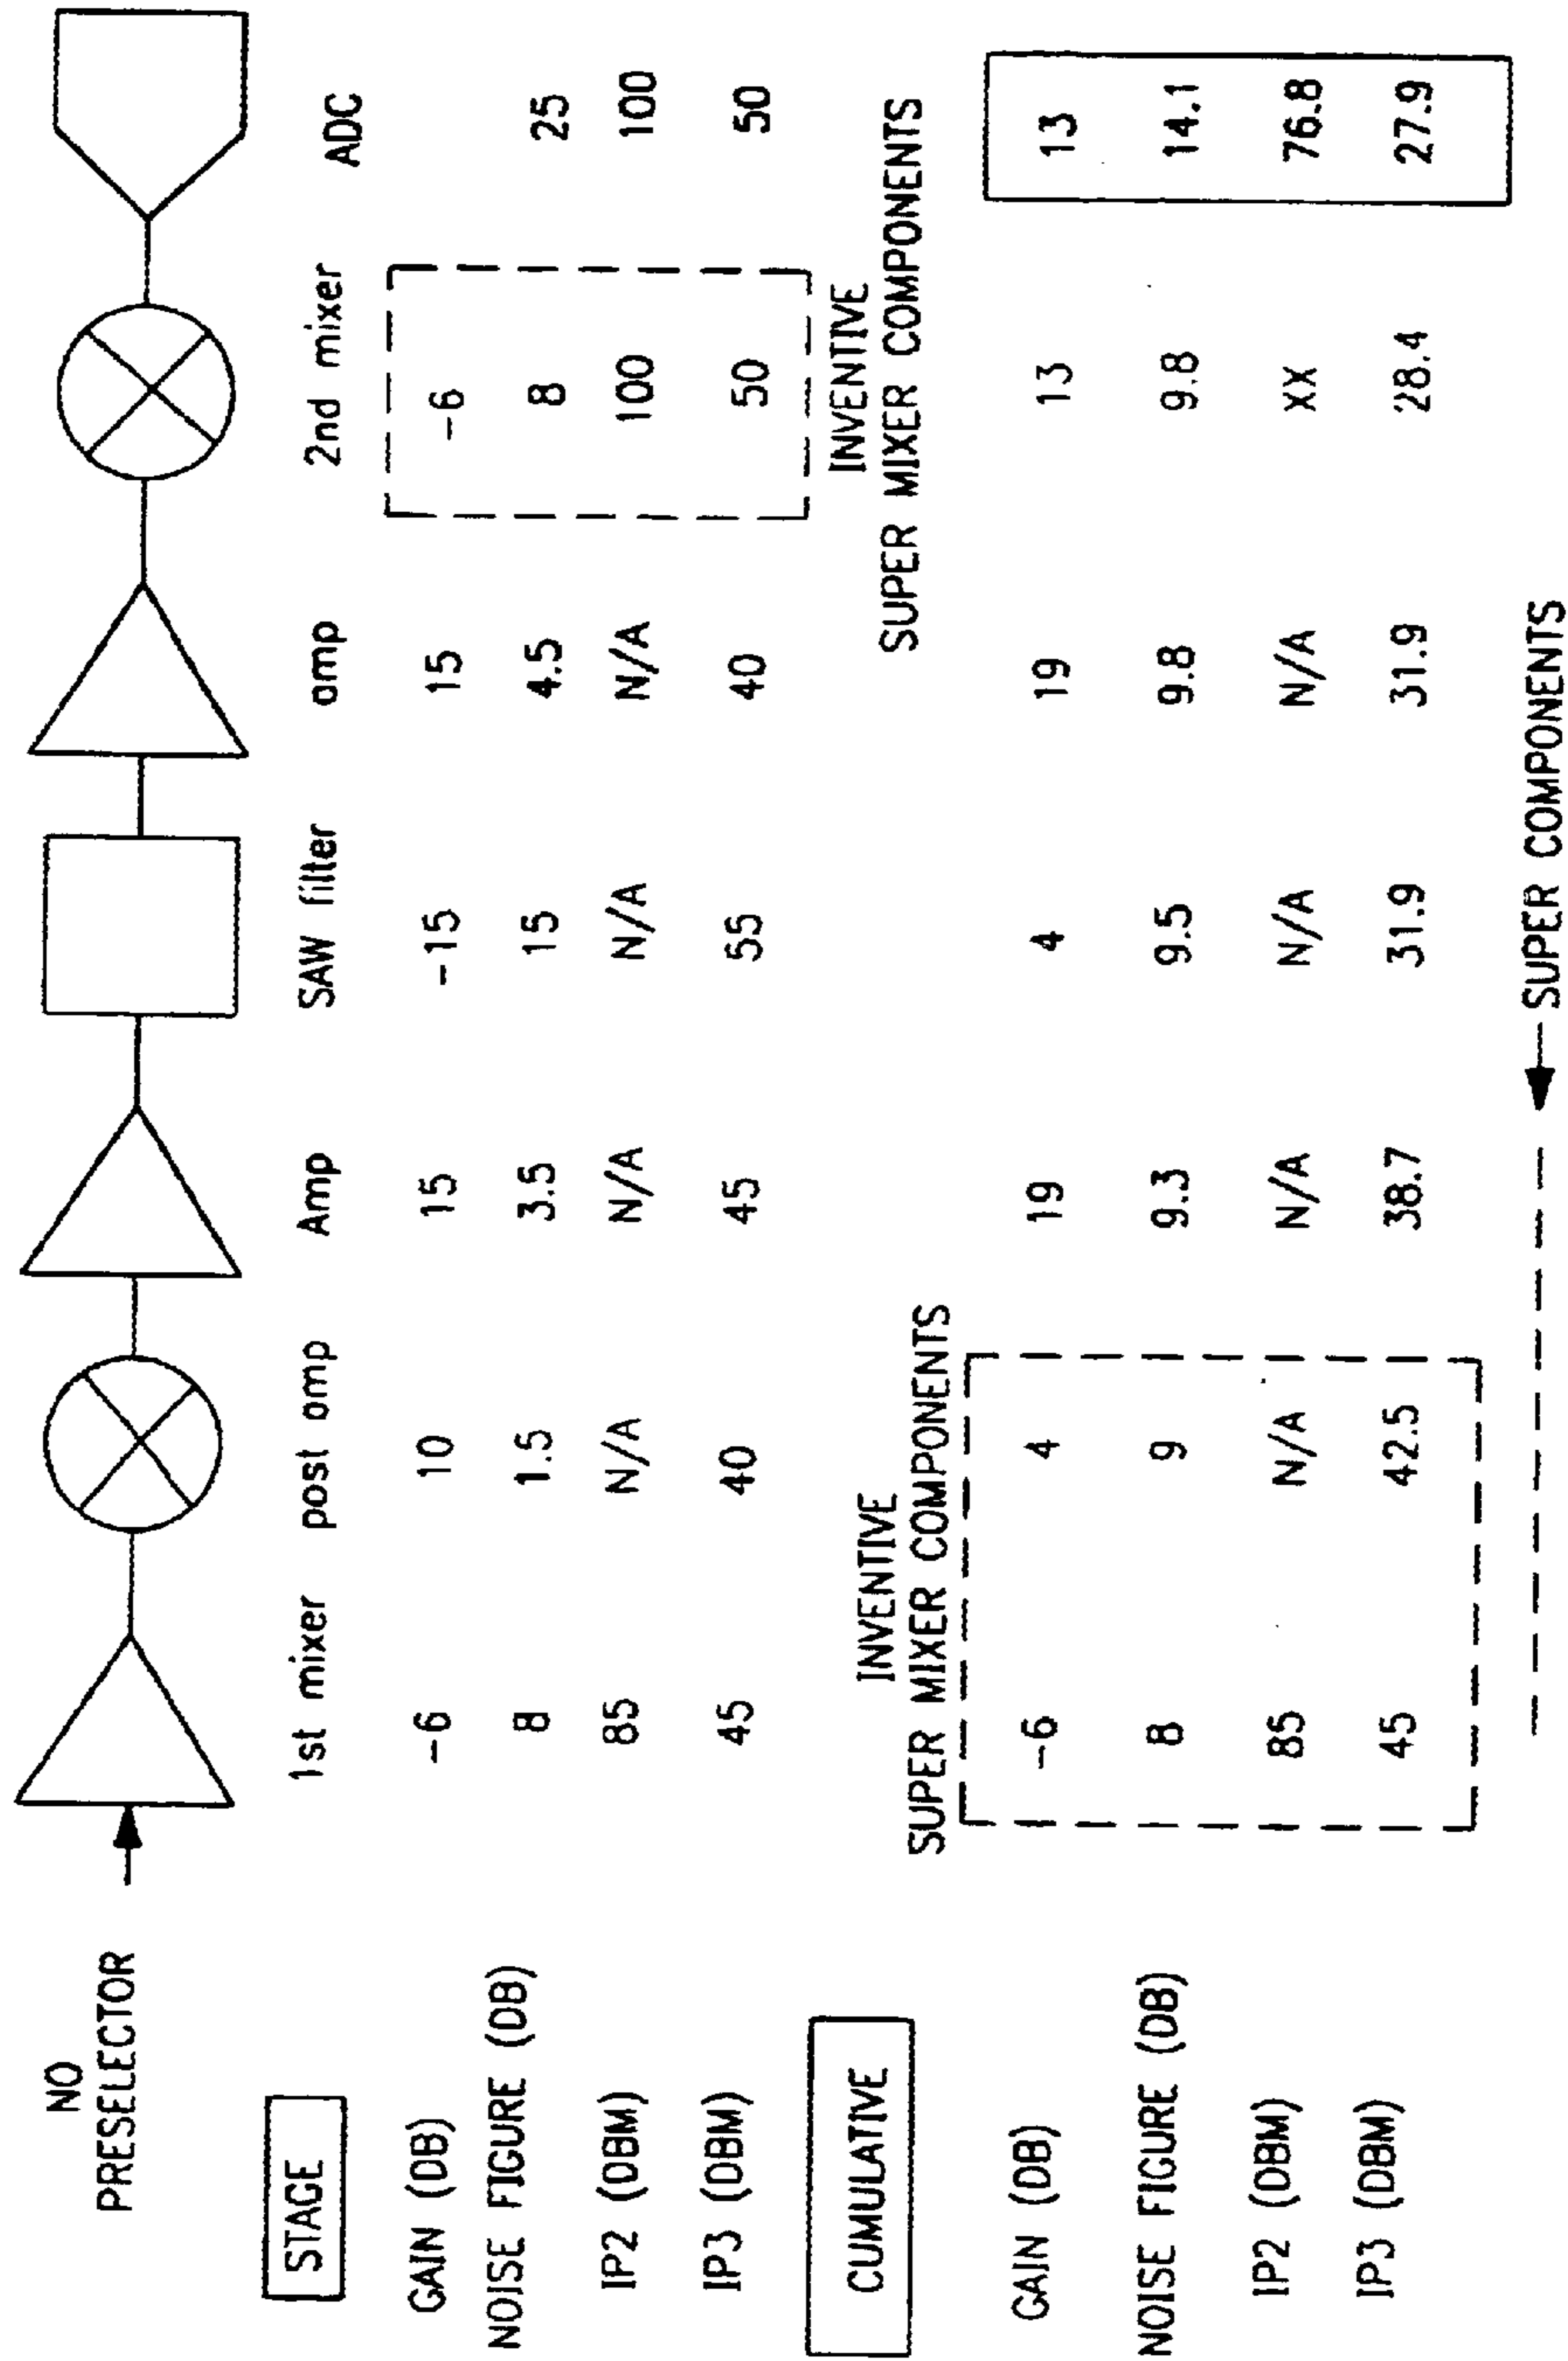 NO
PRESELECTOR
1st mixer post omp Amp SAW filter omp 2nd mixer ADC
STAGE
GAIN (DB) -6 10 15 -15 15 -6
NOISE FIGURE (DB) 8 1.5 3.5 15 4.5 8 25
IP2 (DBM) 85 N/A N/A N/A N/A 100 100
IP3 (DBM) 45 40 45 55 40 50 50
INVENTIVE
SUPER MIXER COMPONENTS
CUMULATIVE
INVENTIVE
SUPER MIXER COMPONENTS
GAIN (DB) -6 4 19 4 19 13 13
NOISE FIGURE (DB) 8 9 9.3 9.5 9.8 9.8 14.1
IP2 (DBM) 85 N/A N/A N/A N/A XX 76.8
IP3 (DBM) 45 42.5 38.7 31.9 31.9 28.4 27.9
SUPER COMPONENTS